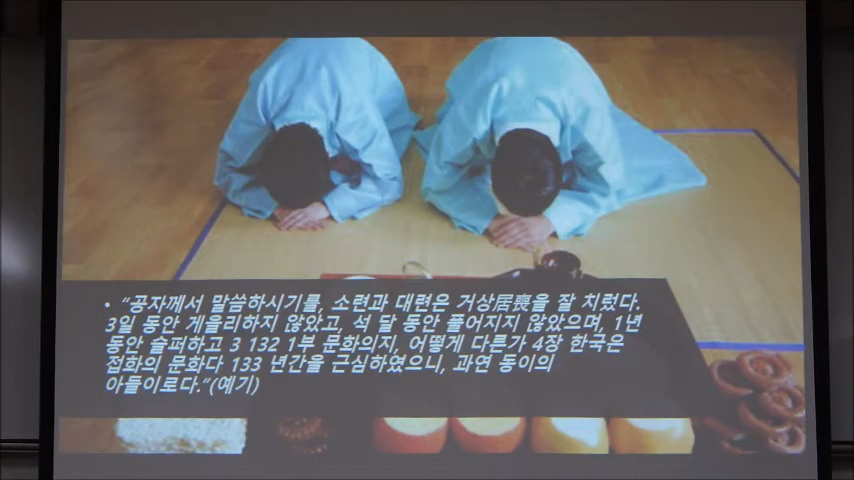 • “공자께서 말씀하시기를, 소련과 대련은 거상居喪을 잘 치렀다.
3일 동안 게을리하지 않았고, 석 달 동안 풀어지지 않았으며, 1년
동안 슬퍼하고 3 132 1부 문화의지, 어떻게 다른가 4장 한국은
접화의 문화다 133 년간을 근심하였으니, 과연 동이의
아들이로다.”(예기)